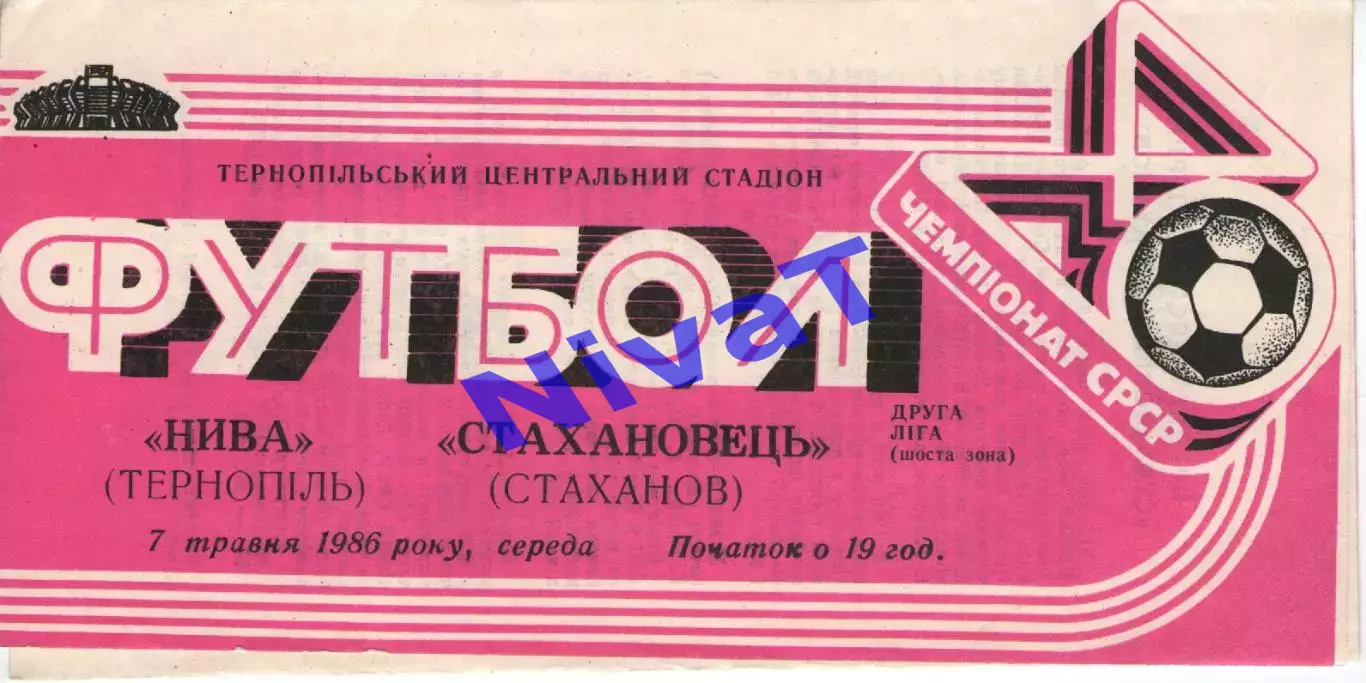 ТЕРНОПІЛЬСЬКИЙ ЦЕНТРАЛЬНИЙ СТАДІОН
ФУТБОЛ
ЧЕМПІОНАТ СРСР
«НИВА»
(ТЕРНОПІЛЬ)
«СТАХАНОВЕЦЬ»
(СТАХАНОВ)
ДРУГА
ЛІГА
(шоста зона)
7 травня 1986 року, середа Початок о 19 год.
NivaT